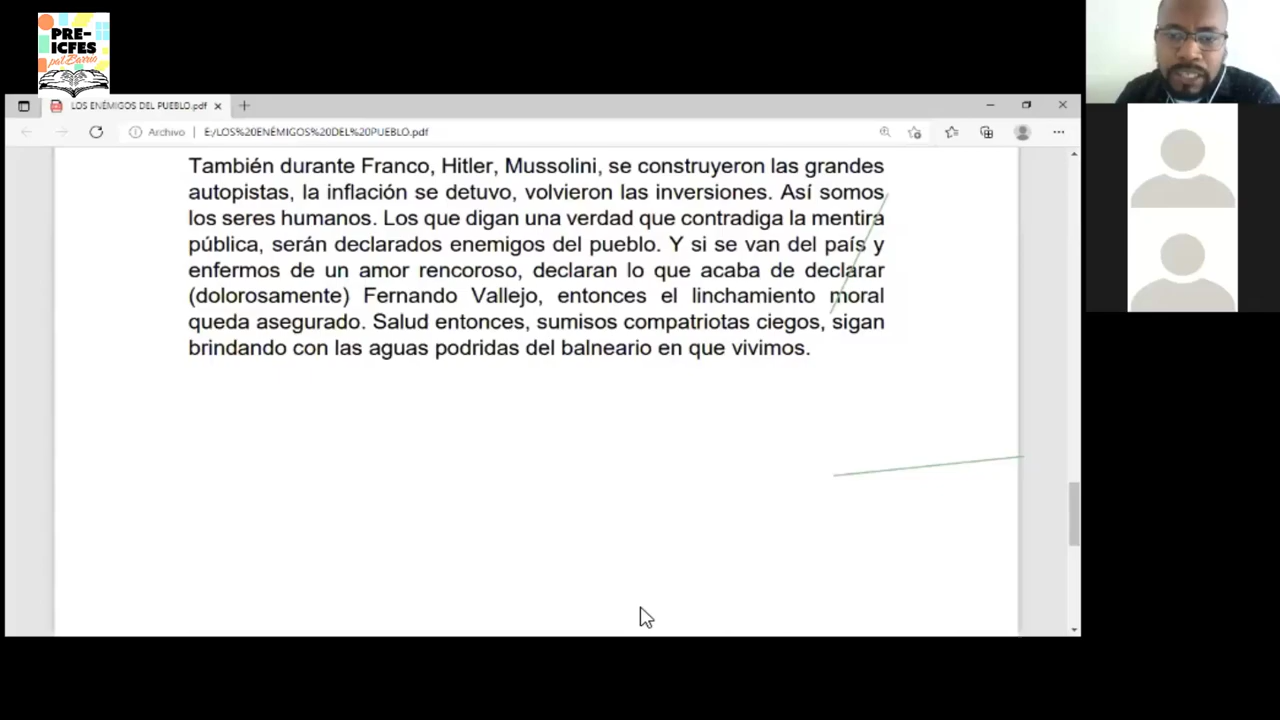 PRE-
ICFES
pal Barrio
LOS ENÉMIGOS DEL PUEBLO.pdf
Archivo | E:/LOS%20ENÉMIGOS%20DEL%20PUEBLO.pdf
También durante Franco, Hitler, Mussolini, se construyeron las grandes
autopistas, la inflación se detuvo, volvieron las inversiones. Así somos
los seres humanos. Los que digan una verdad que contradiga la mentira
pública, serán declarados enemigos del pueblo. Y si se van del país y
enfermos de un amor rencoroso, declaran lo que acaba de declarar
(dolorosamente) Fernando Vallejo, entonces el linchamiento moral
queda asegurado. Salud entonces, sumisos compatriotas ciegos, sigan
brindando con las aguas podridas del balneario en que vivimos.